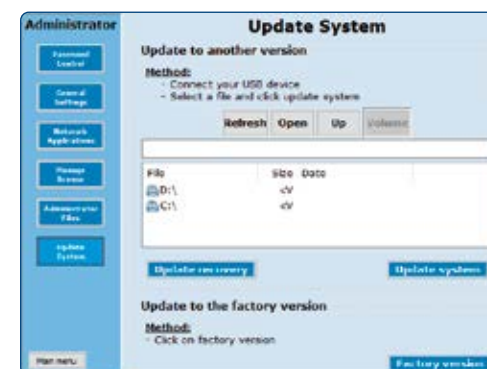 Administrator
Update System
Password
Control
General
Settings
Network
Applications
Manage
License
Administrator
Files
Update
System
Main menu
Update to another version
Method:
- Connect your USB device
- Select a file and click update system
Refresh Open Up Volume
File Size Date
D:\
C:\
Update recovery Update system
Update to the factory version
Method:
- Click on factory version
Factory version